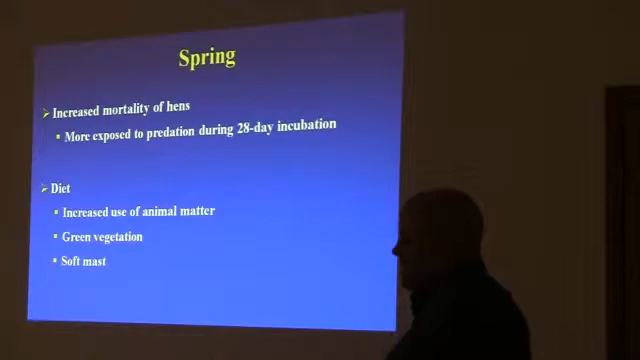 Spring
Increased mortality of hens
More exposed to predation during 28-day incubation
Diet
Increased use of animal matter
Green vegetation
Soft mast